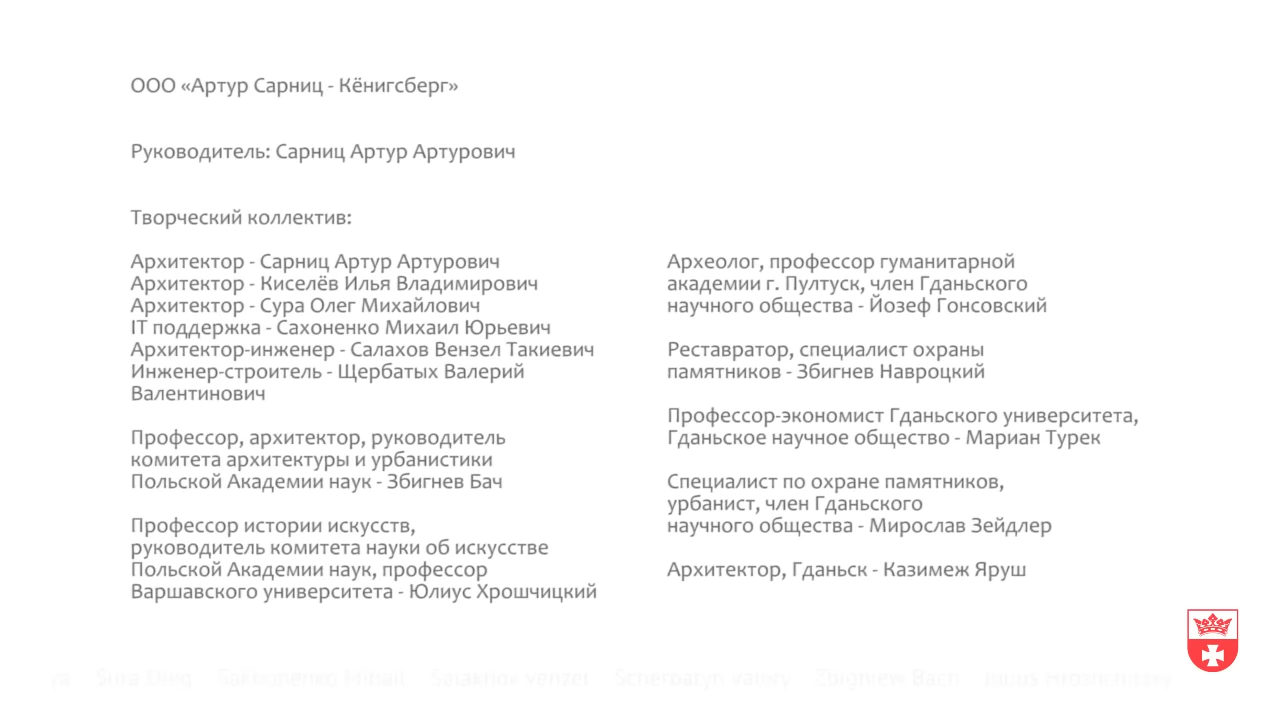 ООО «Артур Сарниц - Кёнигсберг»
Руководитель: Сарниц Артур Артурович
Творческий коллектив:
Архитектор - Сарниц Артур Артурович
Архитектор - Киселёв Илья Владимирович
Архитектор - Сура Олег Михайлович
IT поддержка - Сахоненко Михаил Юрьевич
Архитектор-инженер - Салахов Вензел Такиевич
Инженер-строитель - Щербатых Валерий
Валентинович
Профессор, архитектор, руководитель
комитета архитектуры и урбанистики
Польской Академии наук - Збигнев Бач
Профессор истории искусств,
руководитель комитета науки об искусстве
Польской Академии наук, профессор
Варшавского университета - Юлиус Хрошчицкий
Археолог, профессор гуманитарной
академии г. Пултуск, член Гданьского
научного общества - Йозеф Гонсовский
Реставратор, специалист охраны
памятников - Збигнев Навроцкий
Профессор-экономист Гданьского университета,
Гданьское научное общество - Мариан Турек
Специалист по охране памятников,
урбанист, член Гданьского
научного общества - Мирослав Зейдлер
Архитектор, Гданьск - Казимеж Яруш